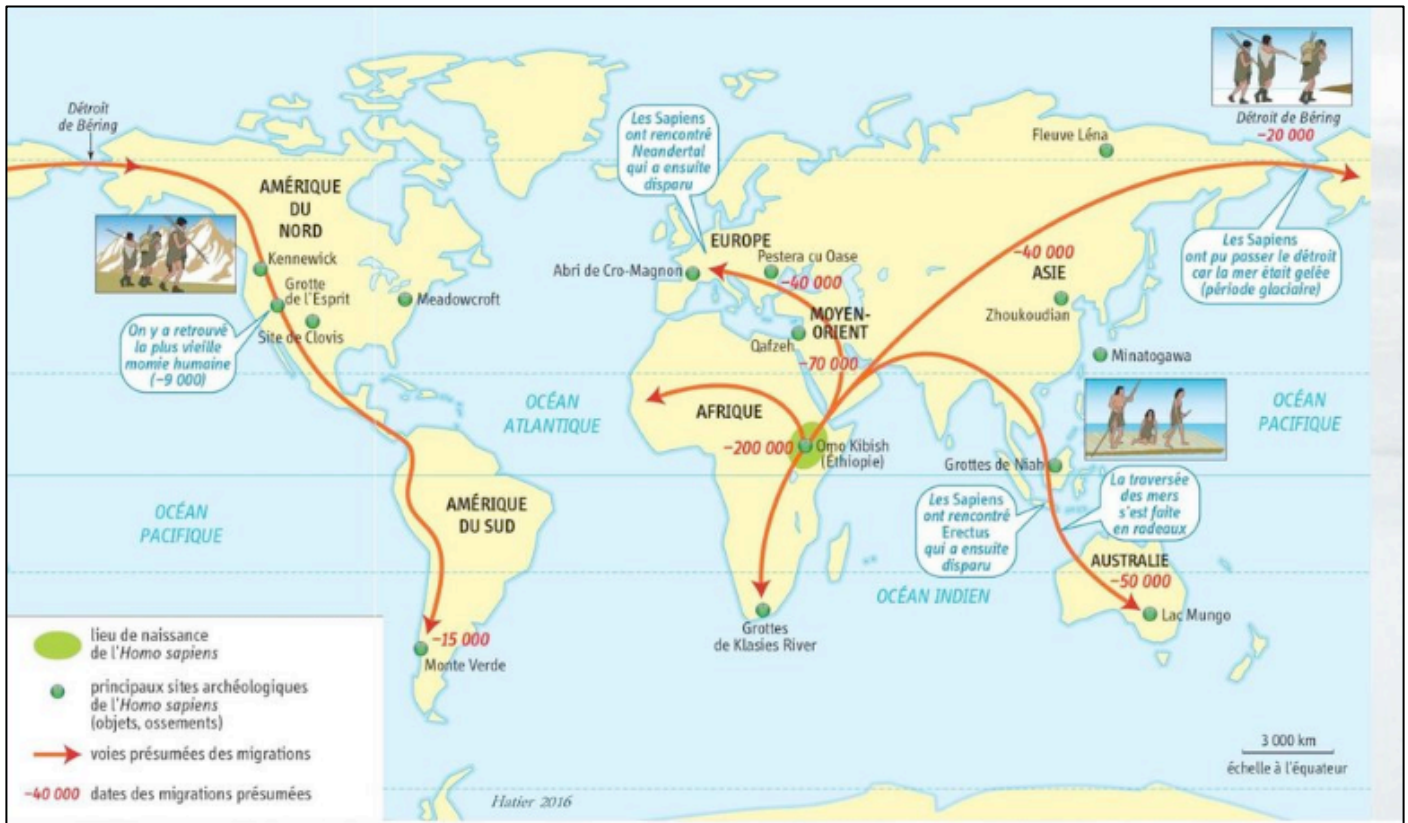 Détroit
de Béring
AMÉRIQUE
DU
NORD
Kennewick
Grotte
de l'Esprit
Site de Clovis
Meadowcroft
On y a retrouvé
la plus vieille
momie humaine
(–9 000)
OCÉAN
PACIFIQUE
OCÉAN
ATLANTIQUE
AMÉRIQUE
DU SUD
–15 000
Monte Verde
Les Sapiens
ont rencontré
Neandertal
qui a ensuite
disparu
EUROPE
Abri de Cro-Magnon
Pestera cu Oase
–40 000
MOYEN-
ORIENT
Qafzeh
–70 000
AFRIQUE
–200 000
Omo Kibish
(Éthiopie)
Grottes
de Klasies River
Fleuve Léna
Détroit de Béring
–20 000
Les Sapiens
ont pu passer le détroit
car la mer était gelée
(période glaciaire)
–40 000
ASIE
Zhoukoudian
Minatogawa
OCÉAN
PACIFIQUE
Grottes de Niah
La traversée
des mers
s'est faite
en radeaux
Les Sapiens
ont rencontré
Erectus
qui a ensuite
disparu
OCÉAN INDIEN
AUSTRALIE
–50 000
Lac Mungo
lieu de naissance
de l'Homo sapiens
principaux sites archéologiques
de l'Homo sapiens
(objets, ossements)
voies présumées des migrations
–40 000 dates des migrations présumées
Hatier 2016
3 000 km
échelle à l'équateur